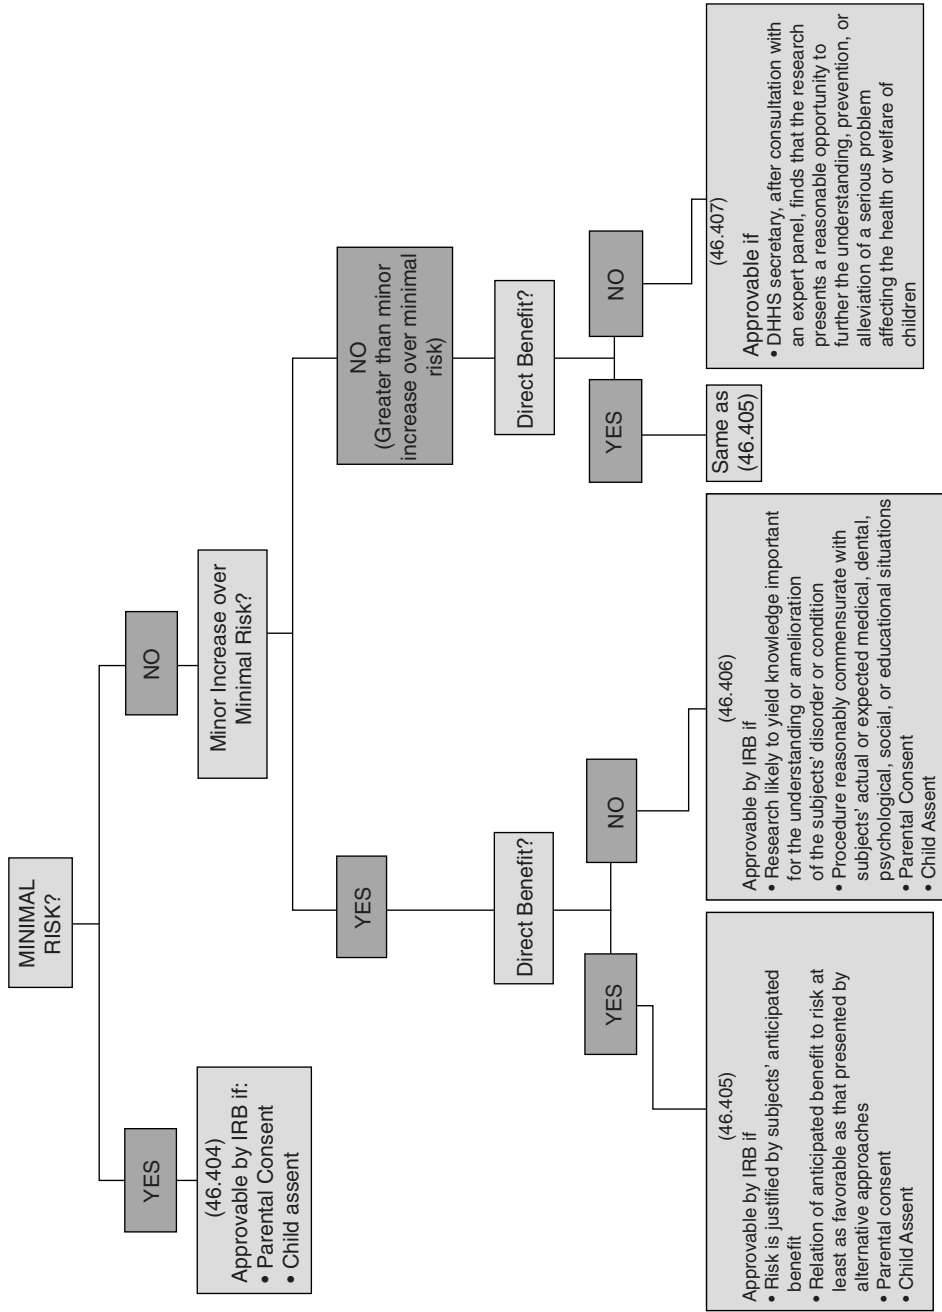 MINIMAL
RISK?
YES
NO
(46.404)
Approvable by IRB if:
• Parental Consent
• Child assent
Minor Increase over
Minimal Risk?
YES
NO
(Greater than minor
increase over minimal
risk)
Direct Benefit?
Direct Benefit?
YES
NO
YES
NO
(46.405)
Approvable by IRB if
• Risk is justified by subjects’ anticipated
benefit
• Relation of anticipated benefit to risk at
least as favorable as that presented by
alternative approaches
• Parental consent
• Child Assent
(46.406)
Approvable by IRB if
• Research likely to yield knowledge important
for the understanding or amelioration
of the subjects’ disorder or condition
• Procedure reasonably commensurate with
subjects’ actual or expected medical, dental,
psychological, social, or educational situations
• Parental Consent
• Child Assent
Same as
(46.405)
(46.407)
Approvable if
• DHHS secretary, after consultation with
an expert panel, finds that the research
presents a reasonable opportunity to
further the understanding, prevention, or
alleviation of a serious problem
affecting the health or welfare of
children